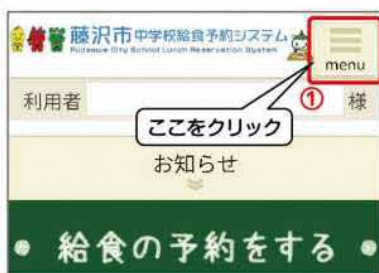 藤沢市中学校給食予約システム
Fujisawa City School Lunch Reservation System
menu
利用者
①
様
ここをクリック
お知らせ
給食の予約をする